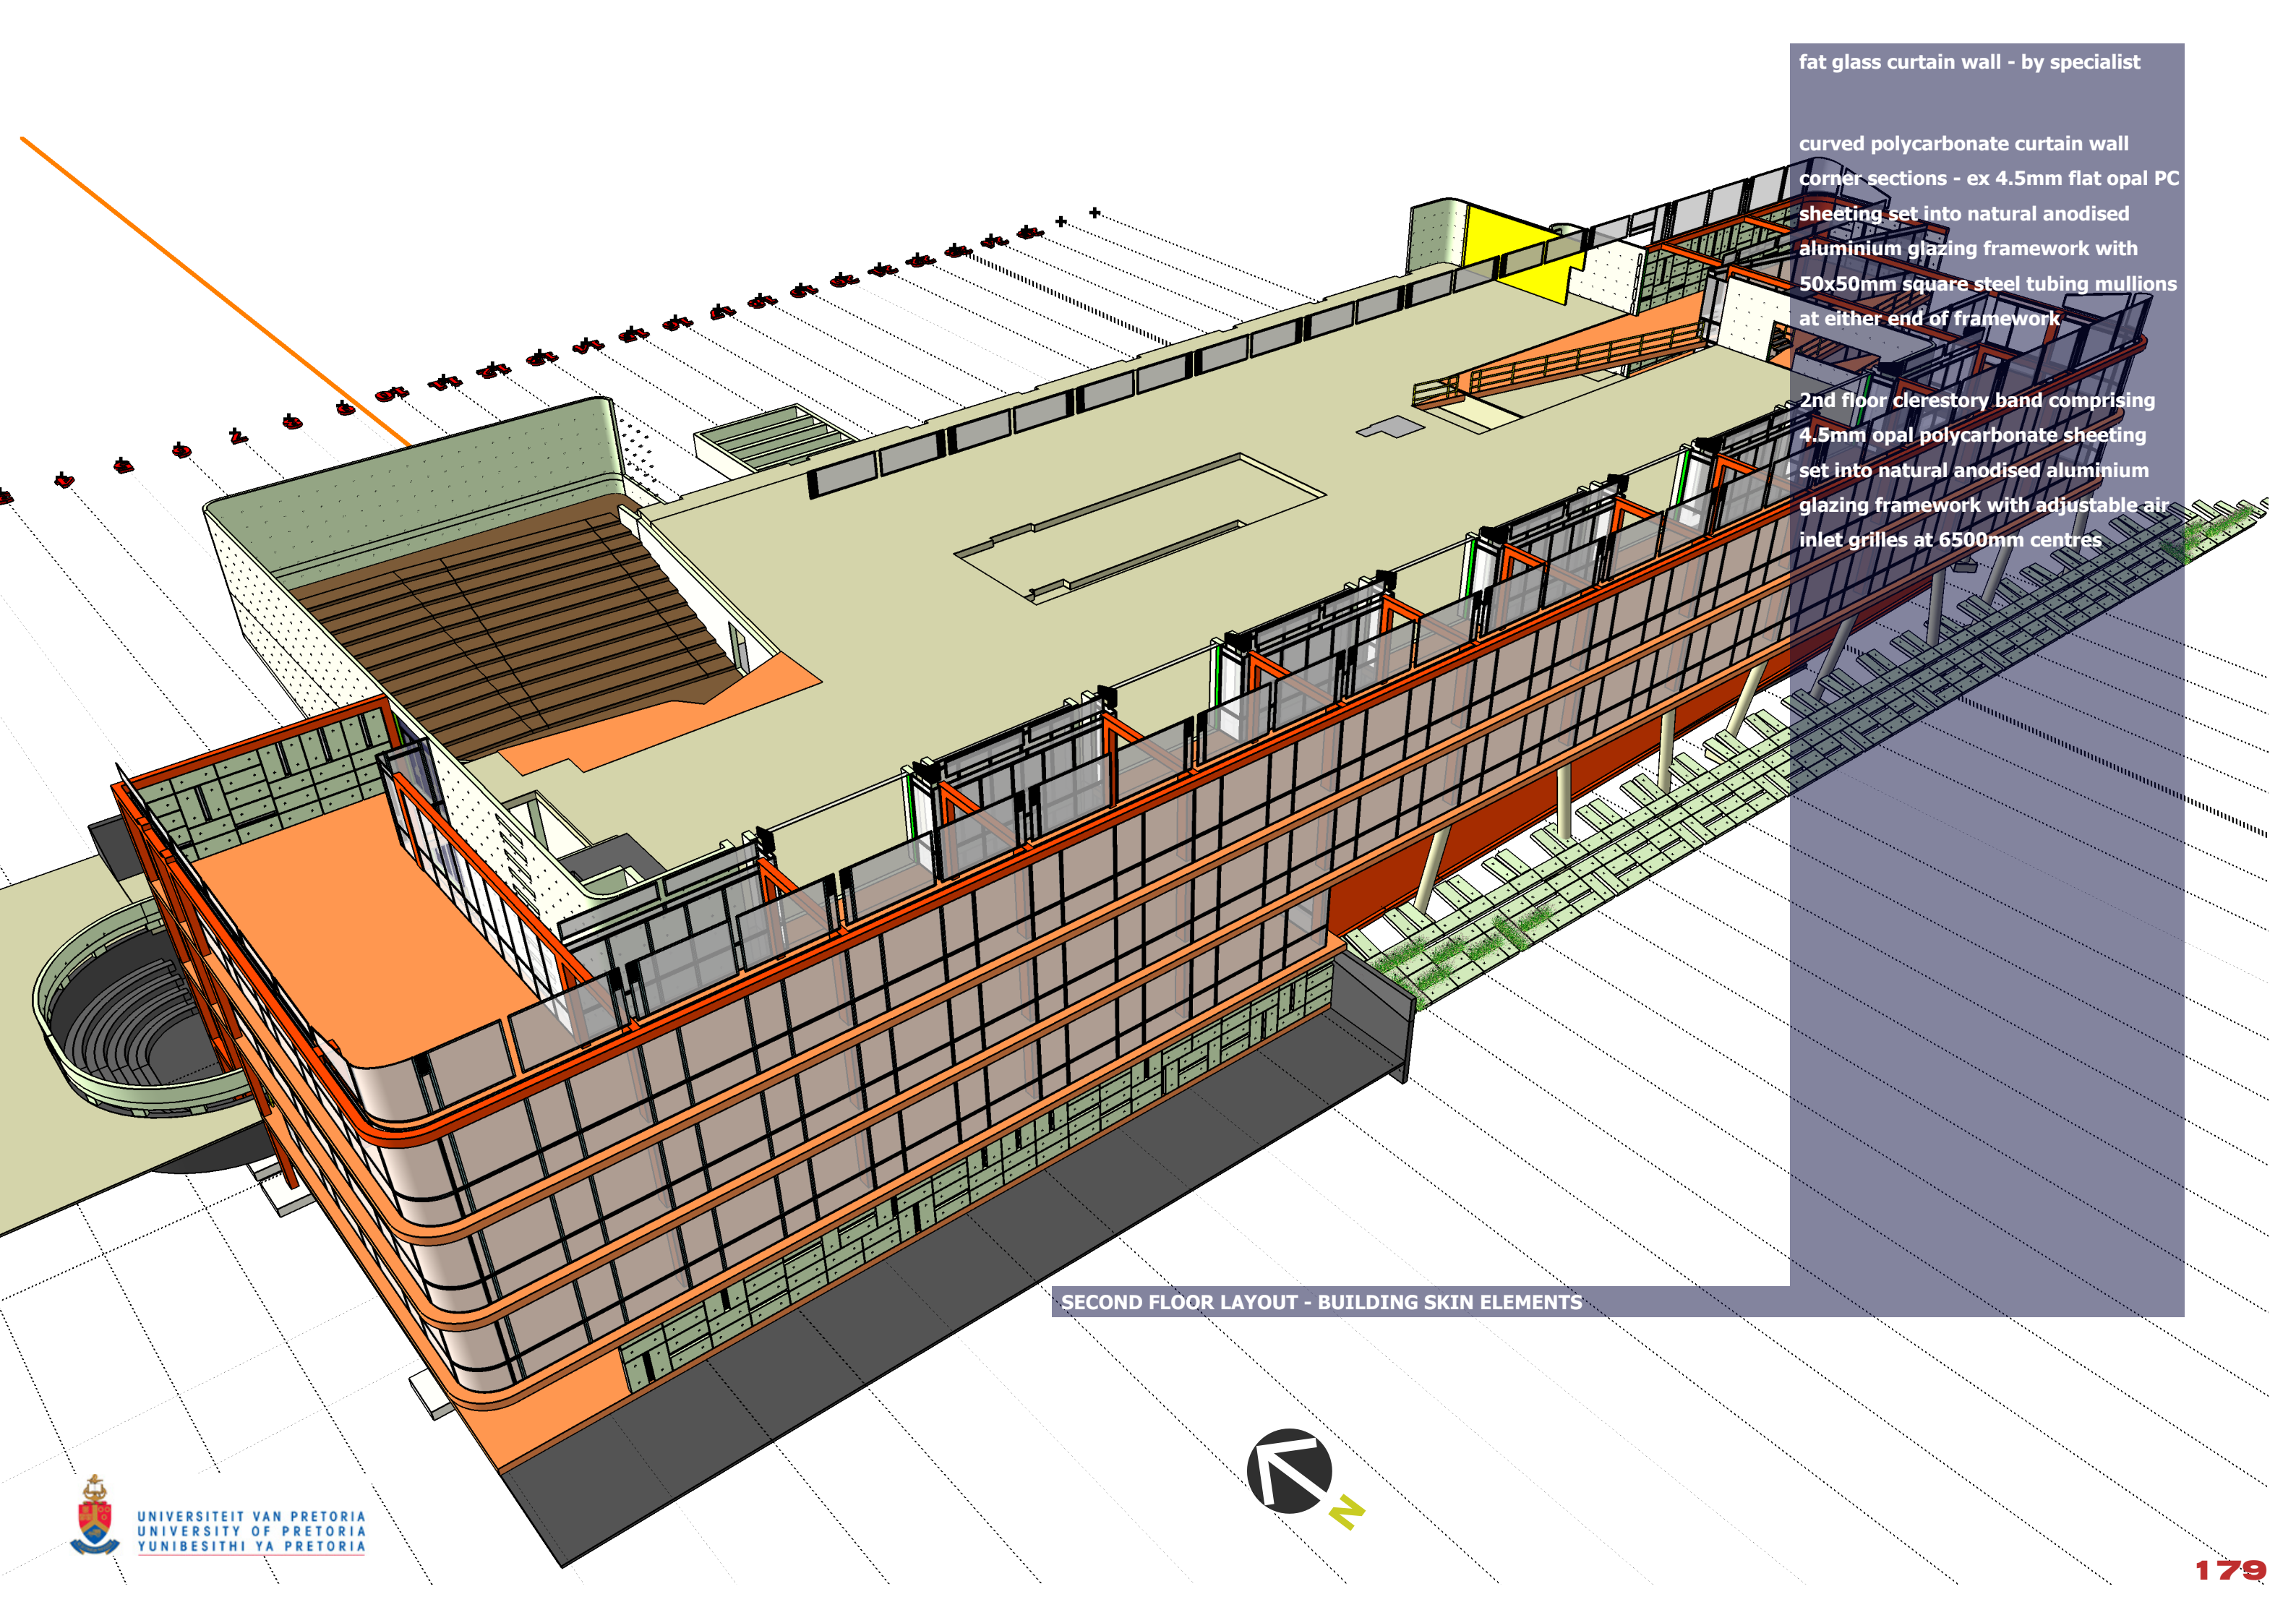 fat glass curtain wall - by specialist
curved polycarbonate curtain wall
corner sections - ex 4.5mm flat opal PC
sheeting set into natural anodised
aluminium glazing framework with
50x50mm square steel tubing mullions
at either end of framework
2nd floor clerestory band comprising
4.5mm opal polycarbonate sheeting
set into natural anodised aluminium
glazing framework with adjustable air
inlet grilles at 6500mm centres
SECOND FLOOR LAYOUT - BUILDING SKIN ELEMENTS
N
UNIVERSITEIT VAN PRETORIA
UNIVERSITY OF PRETORIA
YUNIBESITHI YA PRETORIA
179